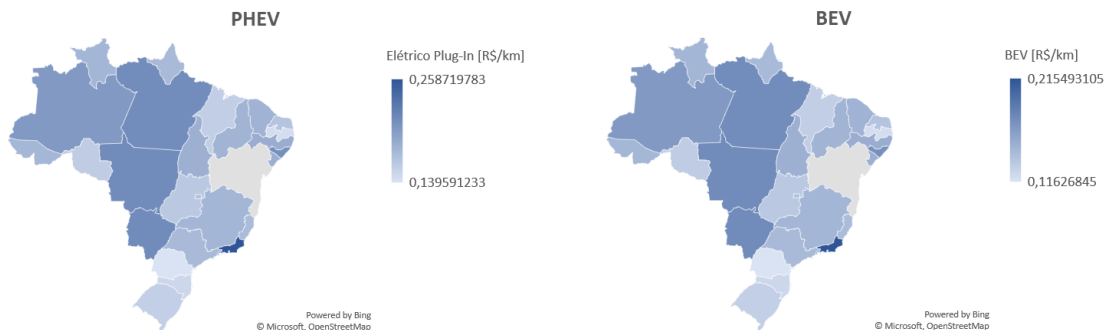 PHEV
Elétrico Plug-In [R$/km]
0,258719783
0,139591233
Powered by Bing
© Microsoft, OpenStreetMap
BEV
BEV [R$/km]
0,215493105
0,11626845
Powered by Bing
© Microsoft, OpenStreetMap